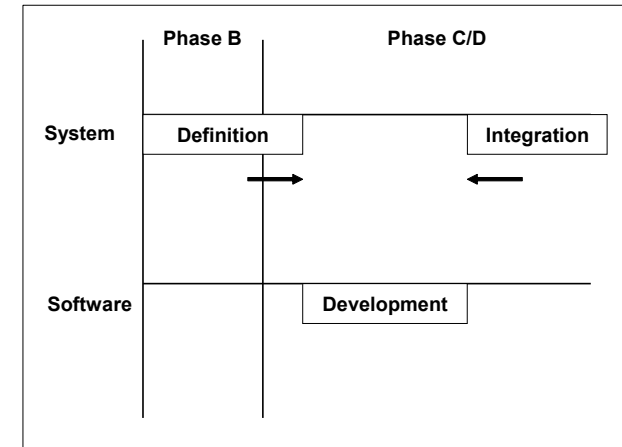 Phase B
Phase C/D
System
Definition
Integration
Software
Development